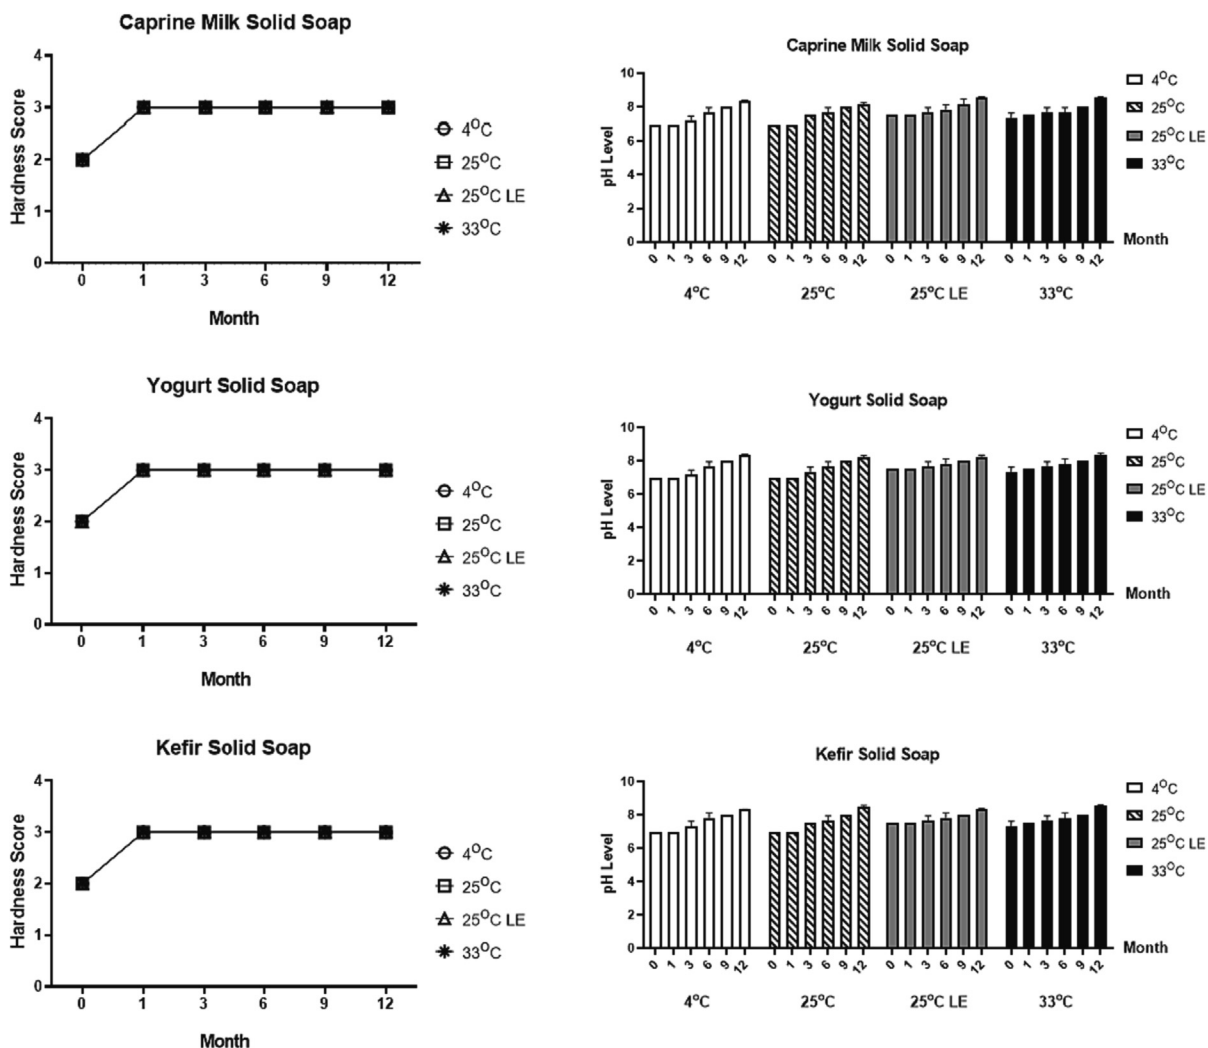 Caprine Milk Solid Soap
Hardness Score
4
3
2
1
0
0 1 3 6 9 12
Month
4°C
25°C
25°C LE
33°C
Caprine Milk Solid Soap
pH Level
10
8
6
4
2
0
0 1 3 6 9 12 0 1 3 6 9 12 0 1 3 6 9 12 0 1 3 6 9 12
Month
4°C 25°C 25°C LE 33°C
4°C
25°C
25°C LE
33°C
Yogurt Solid Soap
Hardness Score
4
3
2
1
0
0 1 3 6 9 12
Month
4°C
25°C
25°C LE
33°C
Yogurt Solid Soap
pH Level
10
8
6
4
2
0
0 1 3 6 9 12 0 1 3 6 9 12 0 1 3 6 9 12 0 1 3 6 9 12
Month
4°C 25°C 25°C LE 33°C
4°C
25°C
25°C LE
33°C
Kefir Solid Soap
Hardness Score
4
3
2
1
0
0 1 3 6 9 12
Month
4°C
25°C
25°C LE
33°C
Kefir Solid Soap
pH Level
10
8
6
4
2
0
0 1 3 6 9 12 0 1 3 6 9 12 0 1 3 6 9 12 0 1 3 6 9 12
Month
4°C 25°C 25°C LE 33°C
4°C
25°C
25°C LE
33°C